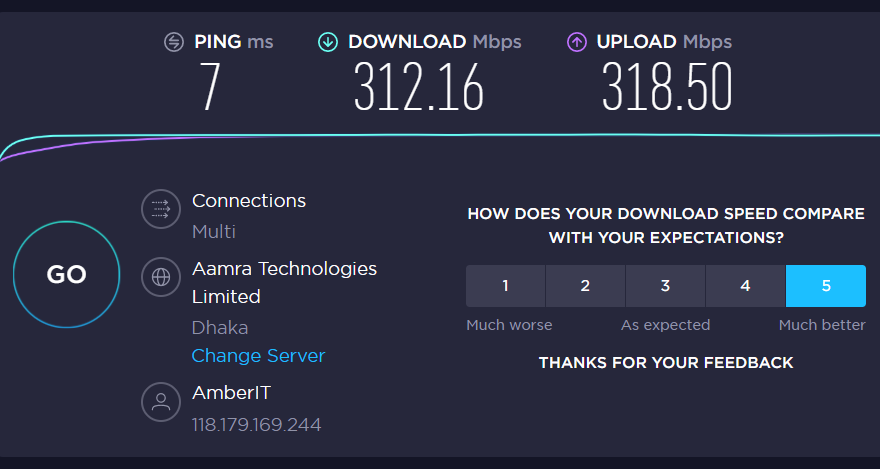 PING ms DOWNLOAD Mbps UPLOAD Mbps
7 312.16 318.50
GO
Connections
Multi
Aamra Technologies
Limited
Dhaka
Change Server
AmberIT
118.179.169.244
HOW DOES YOUR DOWNLOAD SPEED COMPARE
WITH YOUR EXPECTATIONS?
1 2 3 4 5
Much worse As expected Much better
THANKS FOR YOUR FEEDBACK